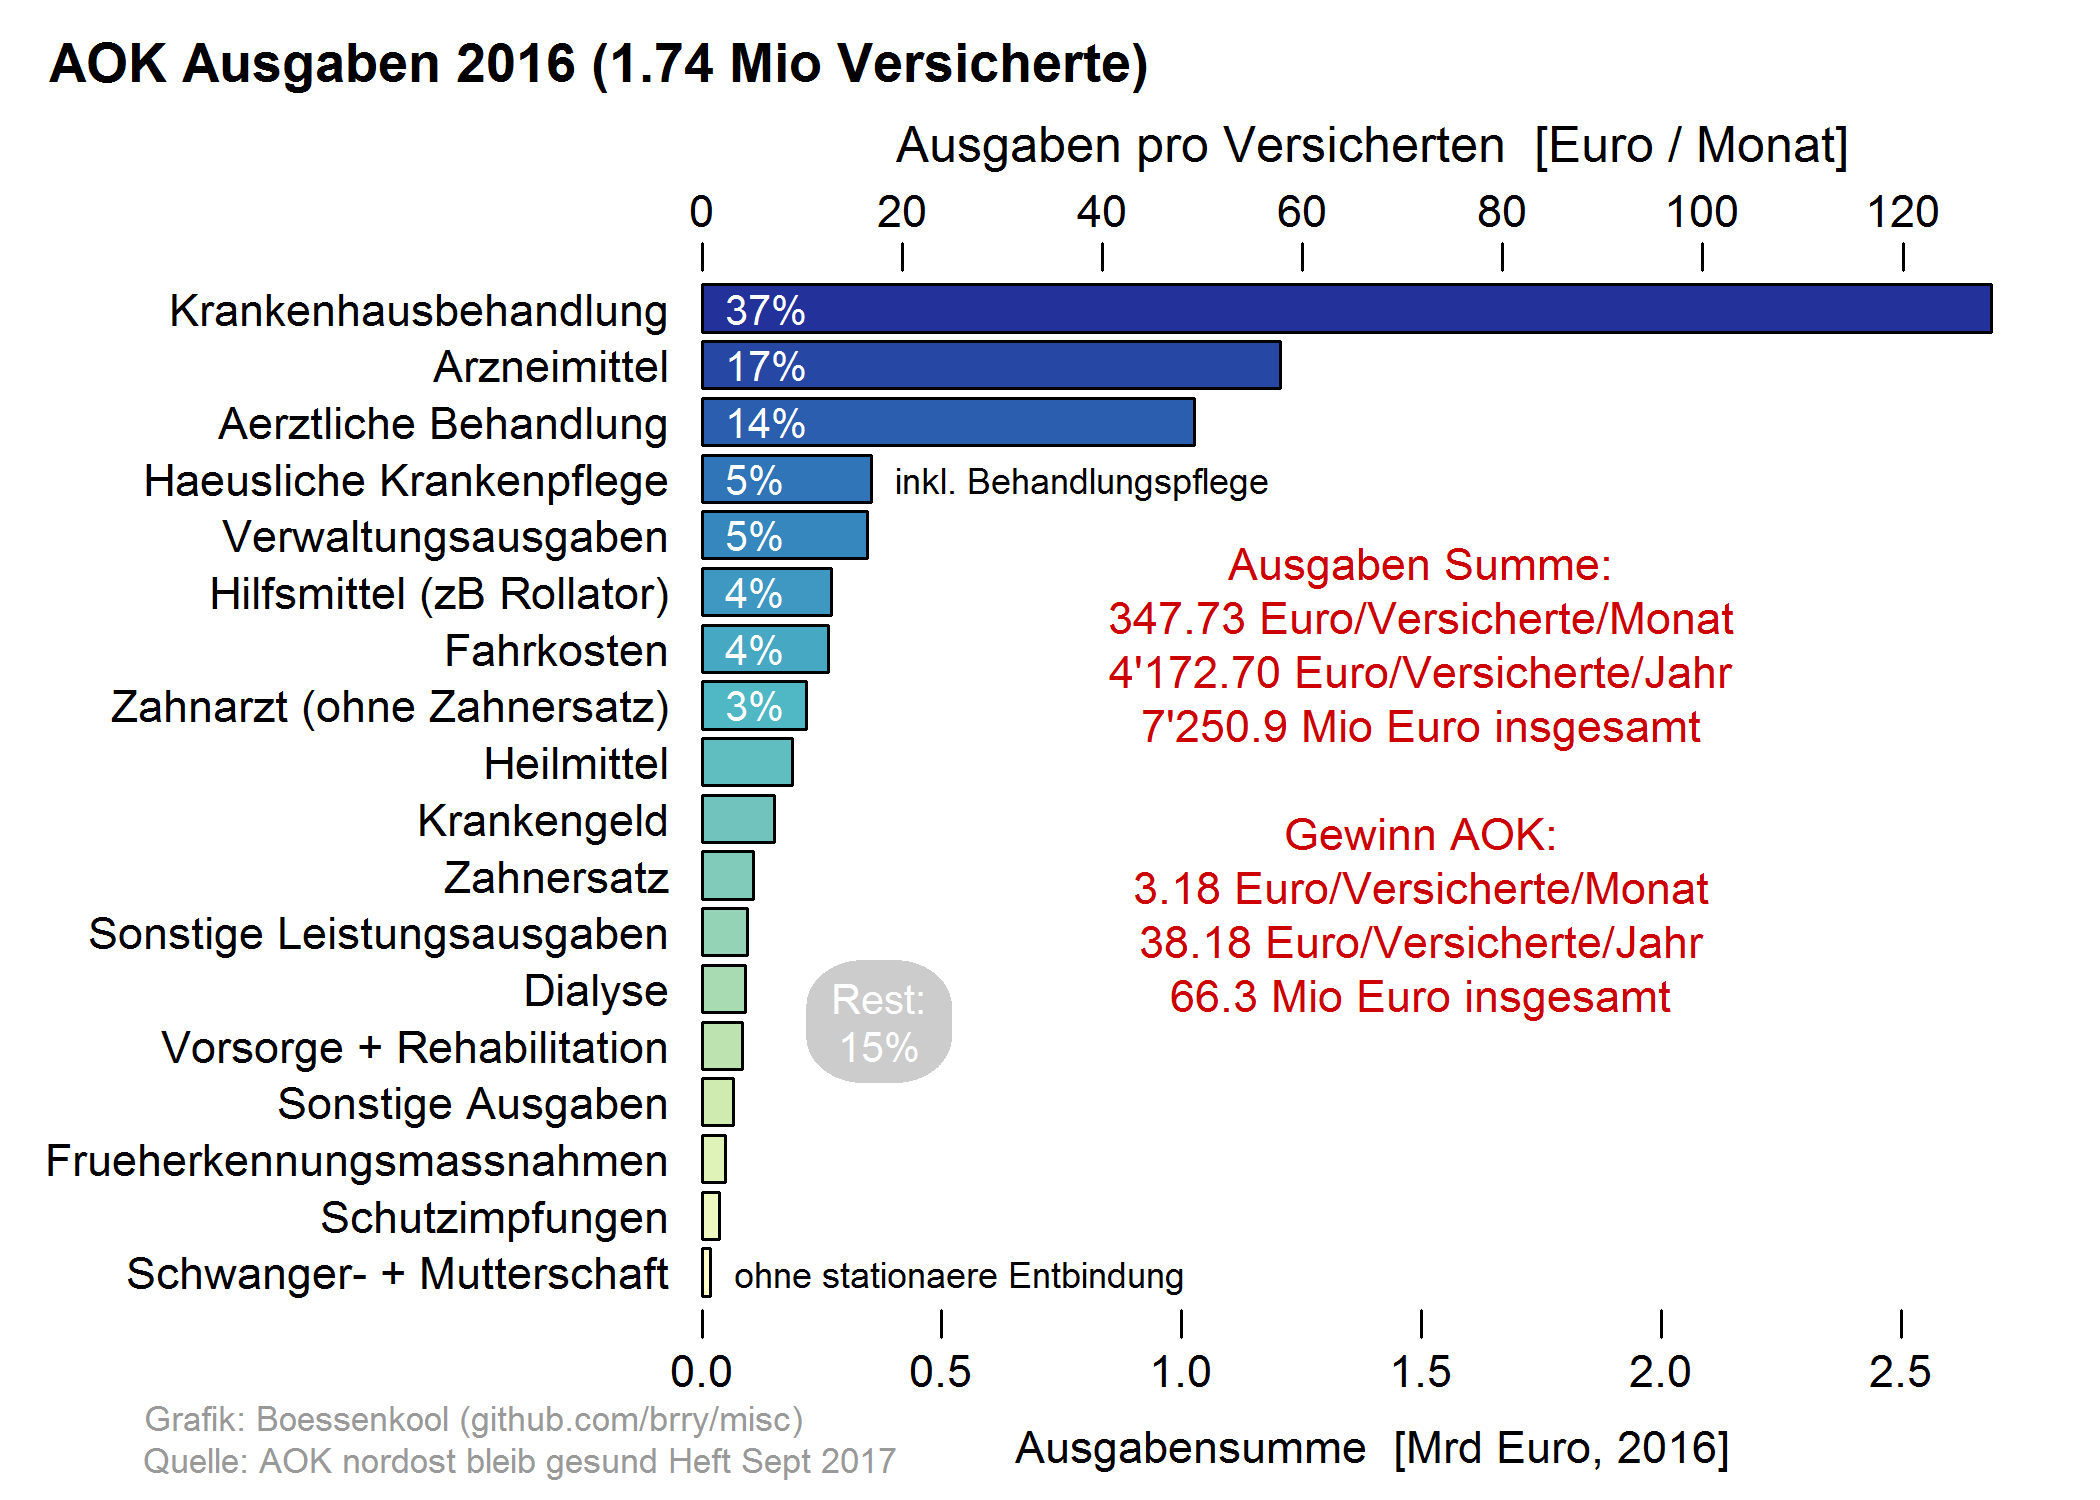 AOK Ausgaben 2016 (1.74 Mio Versicherte)
Ausgaben pro Versicherten [Euro / Monat]
0 20 40 60 80 100 120
Krankenhausbehandlung 37%
Arzneimittel 17%
Aerztliche Behandlung 14%
Haeusliche Krankenpflege 5% inkl. Behandlungspflege
Verwaltungsausgaben 5%
Hilfsmittel (zB Rollator) 4%
Fahrkosten 4%
Zahnarzt (ohne Zahnersatz) 3%
Heilmittel
Krankengeld
Zahnersatz
Sonstige Leistungsausgaben
Dialyse
Vorsorge + Rehabilitation
Sonstige Ausgaben
Frueherkennungsmassnahmen
Schutzimpfungen
Schwanger- + Mutterschaft ohne stationaere Entbindung
Rest:
15%
Ausgaben Summe:
347.73 Euro/Versicherte/Monat
4'172.70 Euro/Versicherte/Jahr
7'250.9 Mio Euro insgesamt
Gewinn AOK:
3.18 Euro/Versicherte/Monat
38.18 Euro/Versicherte/Jahr
66.3 Mio Euro insgesamt
0.0 0.5 1.0 1.5 2.0 2.5
Ausgabensumme [Mrd Euro, 2016]
Grafik: Boessenkool (github.com/brry/misc)
Quelle: AOK nordost bleib gesund Heft Sept 2017